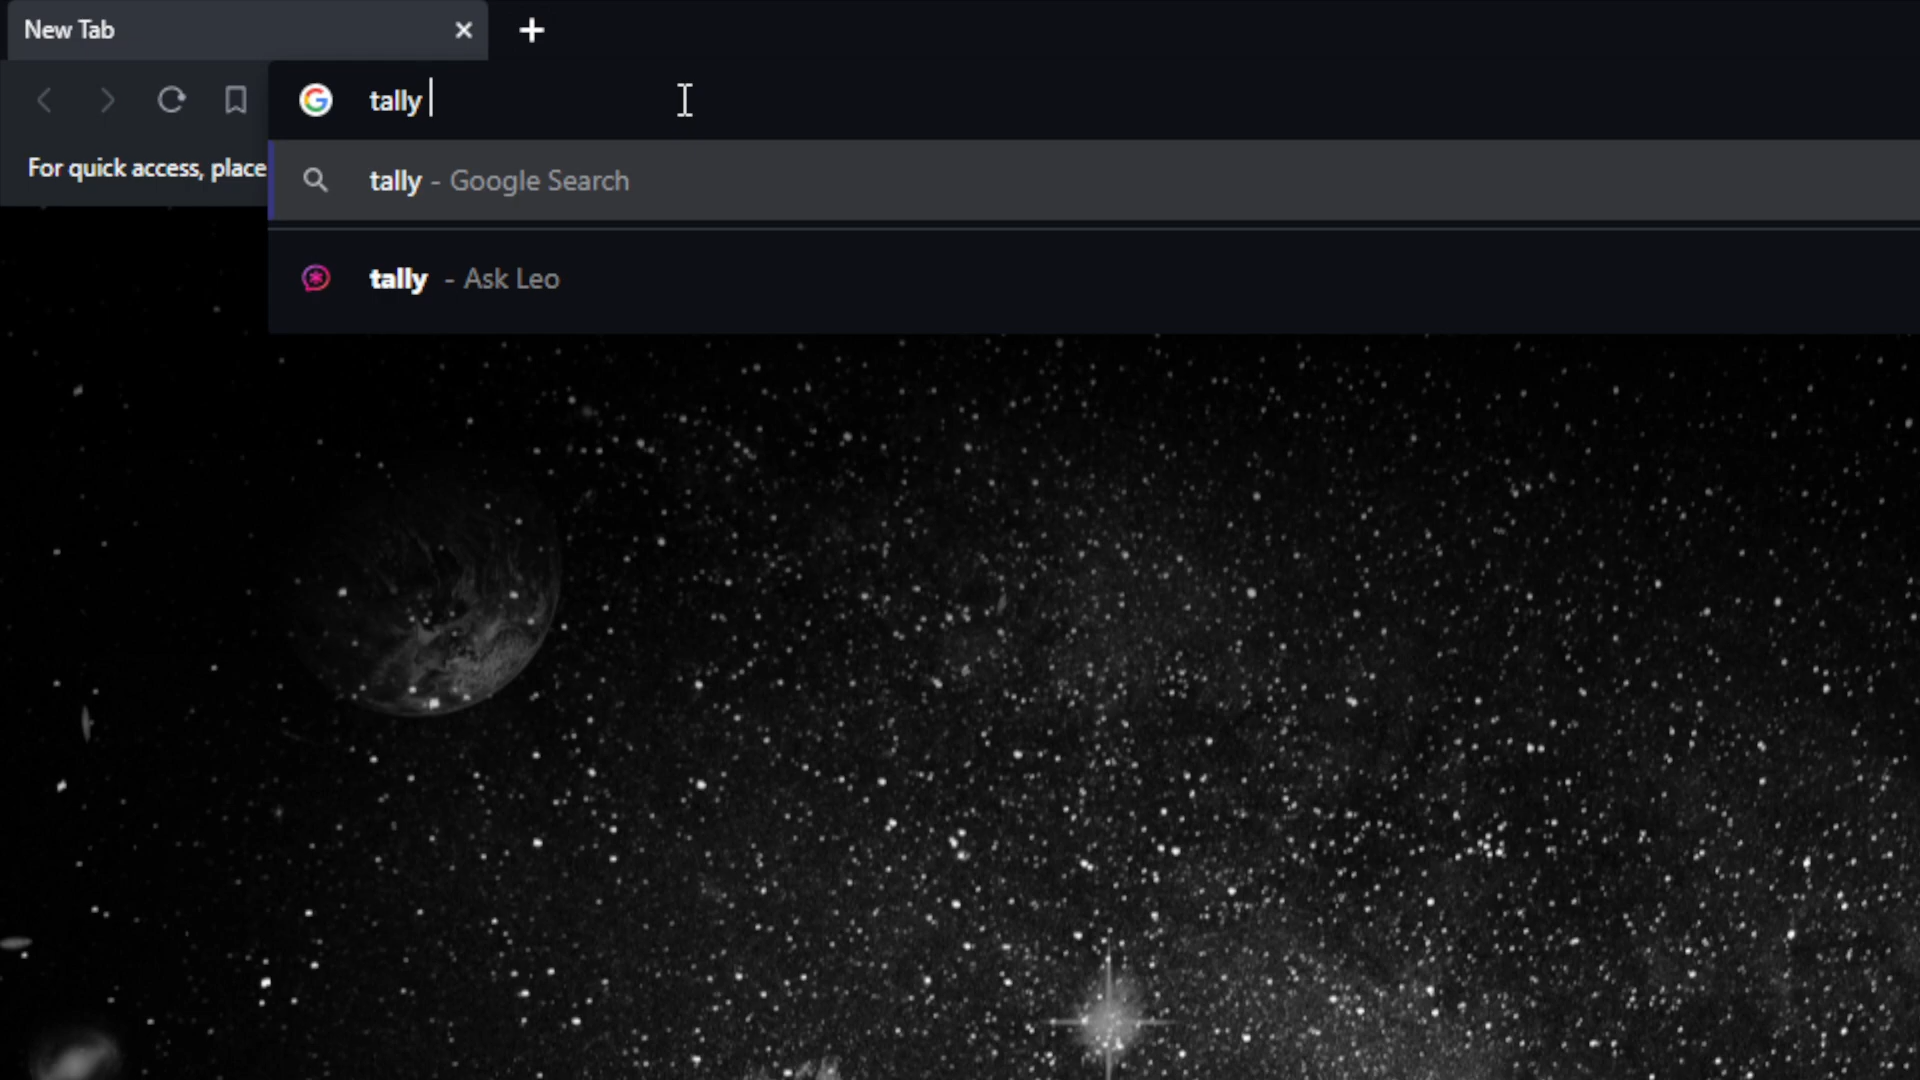 New Tab
tally
For quick access, place
tally - Google Search
tally - Ask Leo